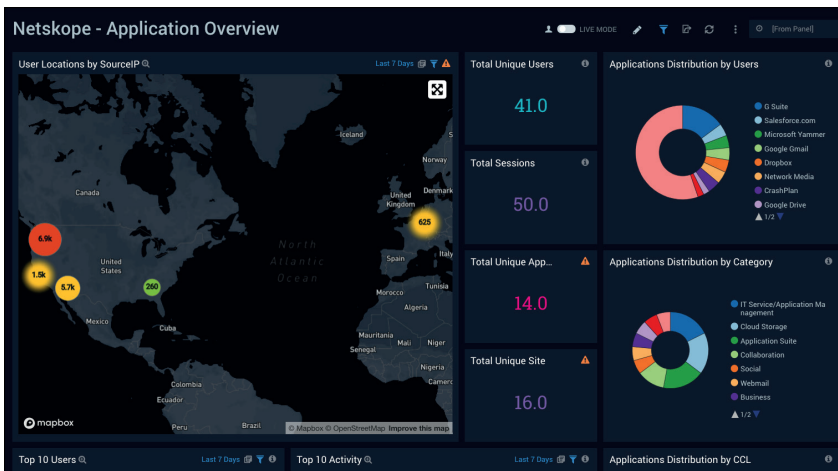 Netskope - Application Overview
LIVE MODE
[From Panel]
User Locations by SourceIP
Last 7 Days
Iceland
Norway
Canada
United Kingdom
Denmark
625
6.9k
North Atlantic Ocean
United States
1.5k
5.7k
260
Spain
Italy
Morocco
Tunisia
Algeria
Mexico
Cuba
Mauritania
Mali
Niger
Senegal
Nigeria
Colombia
Ecuador
Peru
Brazil
mapbox
© Mapbox © OpenStreetMap Improve this map
Total Unique Users
41.0
Total Sessions
50.0
Total Unique App...
14.0
Total Unique Site
16.0
Applications Distribution by Users
G Suite
Salesforce.com
Microsoft Yammer
Google Gmail
Dropbox
Network Media
CrashPlan
Google Drive
1/2
Applications Distribution by Category
IT Service/Application Ma
nagement
Cloud Storage
Application Suite
Collaboration
Social
Webmail
Business
1/2
Top 10 Users
Last 7 Days
Top 10 Activity
Last 7 Days
Applications Distribution by CCL